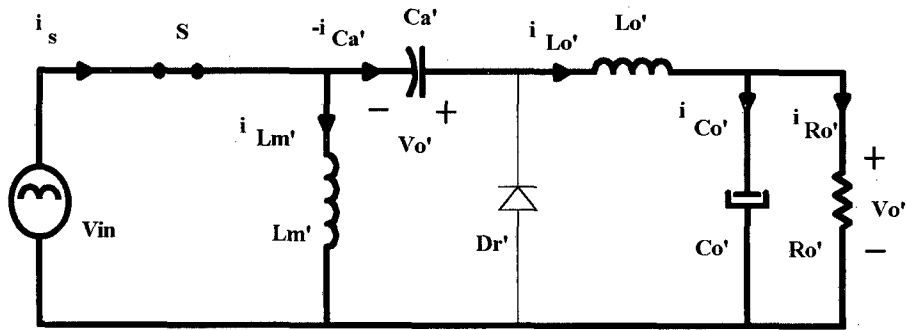 i s
S
-i Ca'
Ca'
i Lo'
Lo'
− +
Vo'
i Lm'
i Co'
i Ro'
+
Vin
Lm'
Dr'
Co'
Ro'
Vo'
−